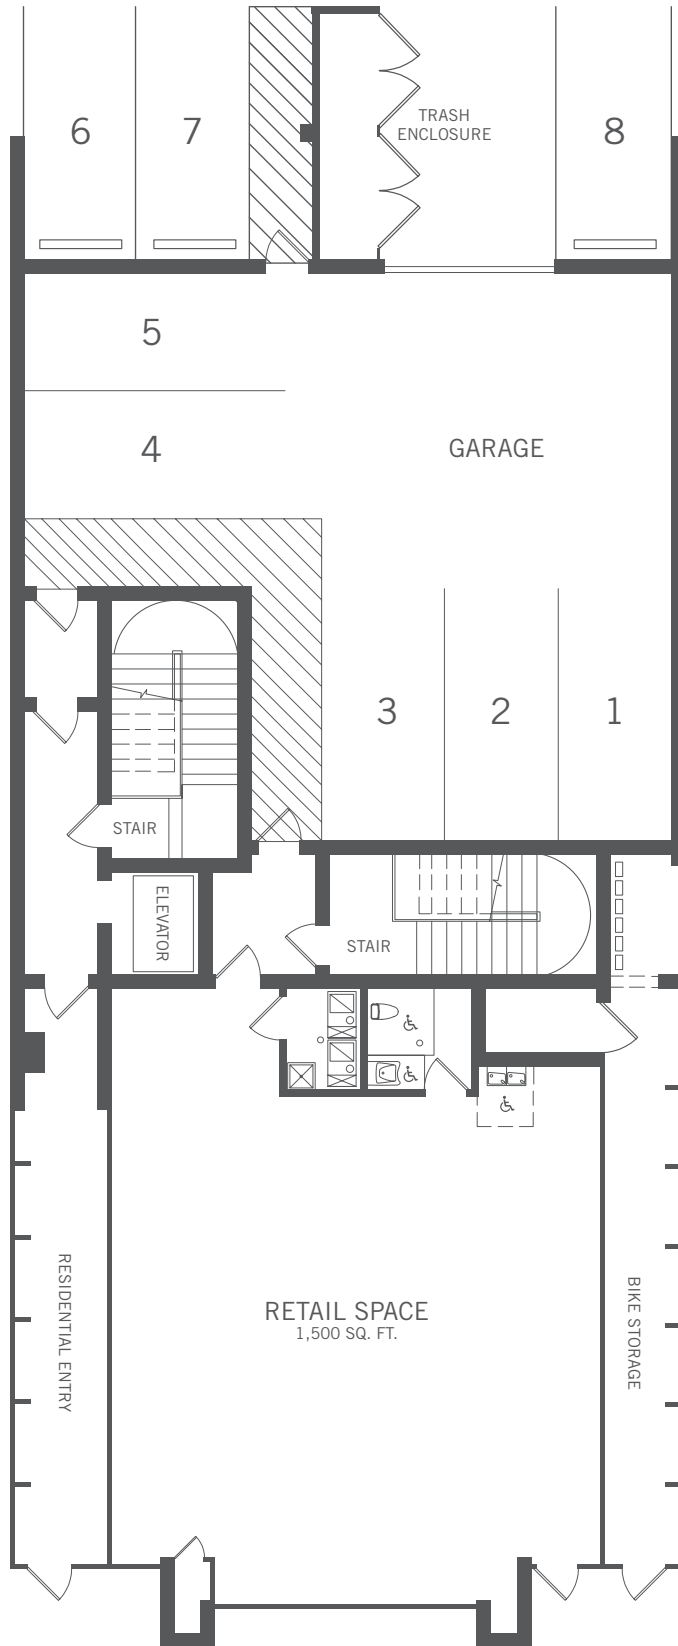 6
7
TRASH
ENCLOSURE
8
5
4
GARAGE
3
2
1
STAIR
ELEVATOR
STAIR
RESIDENTIAL ENTRY
RETAIL SPACE
1,500 SQ. FT.
BIKE STORAGE